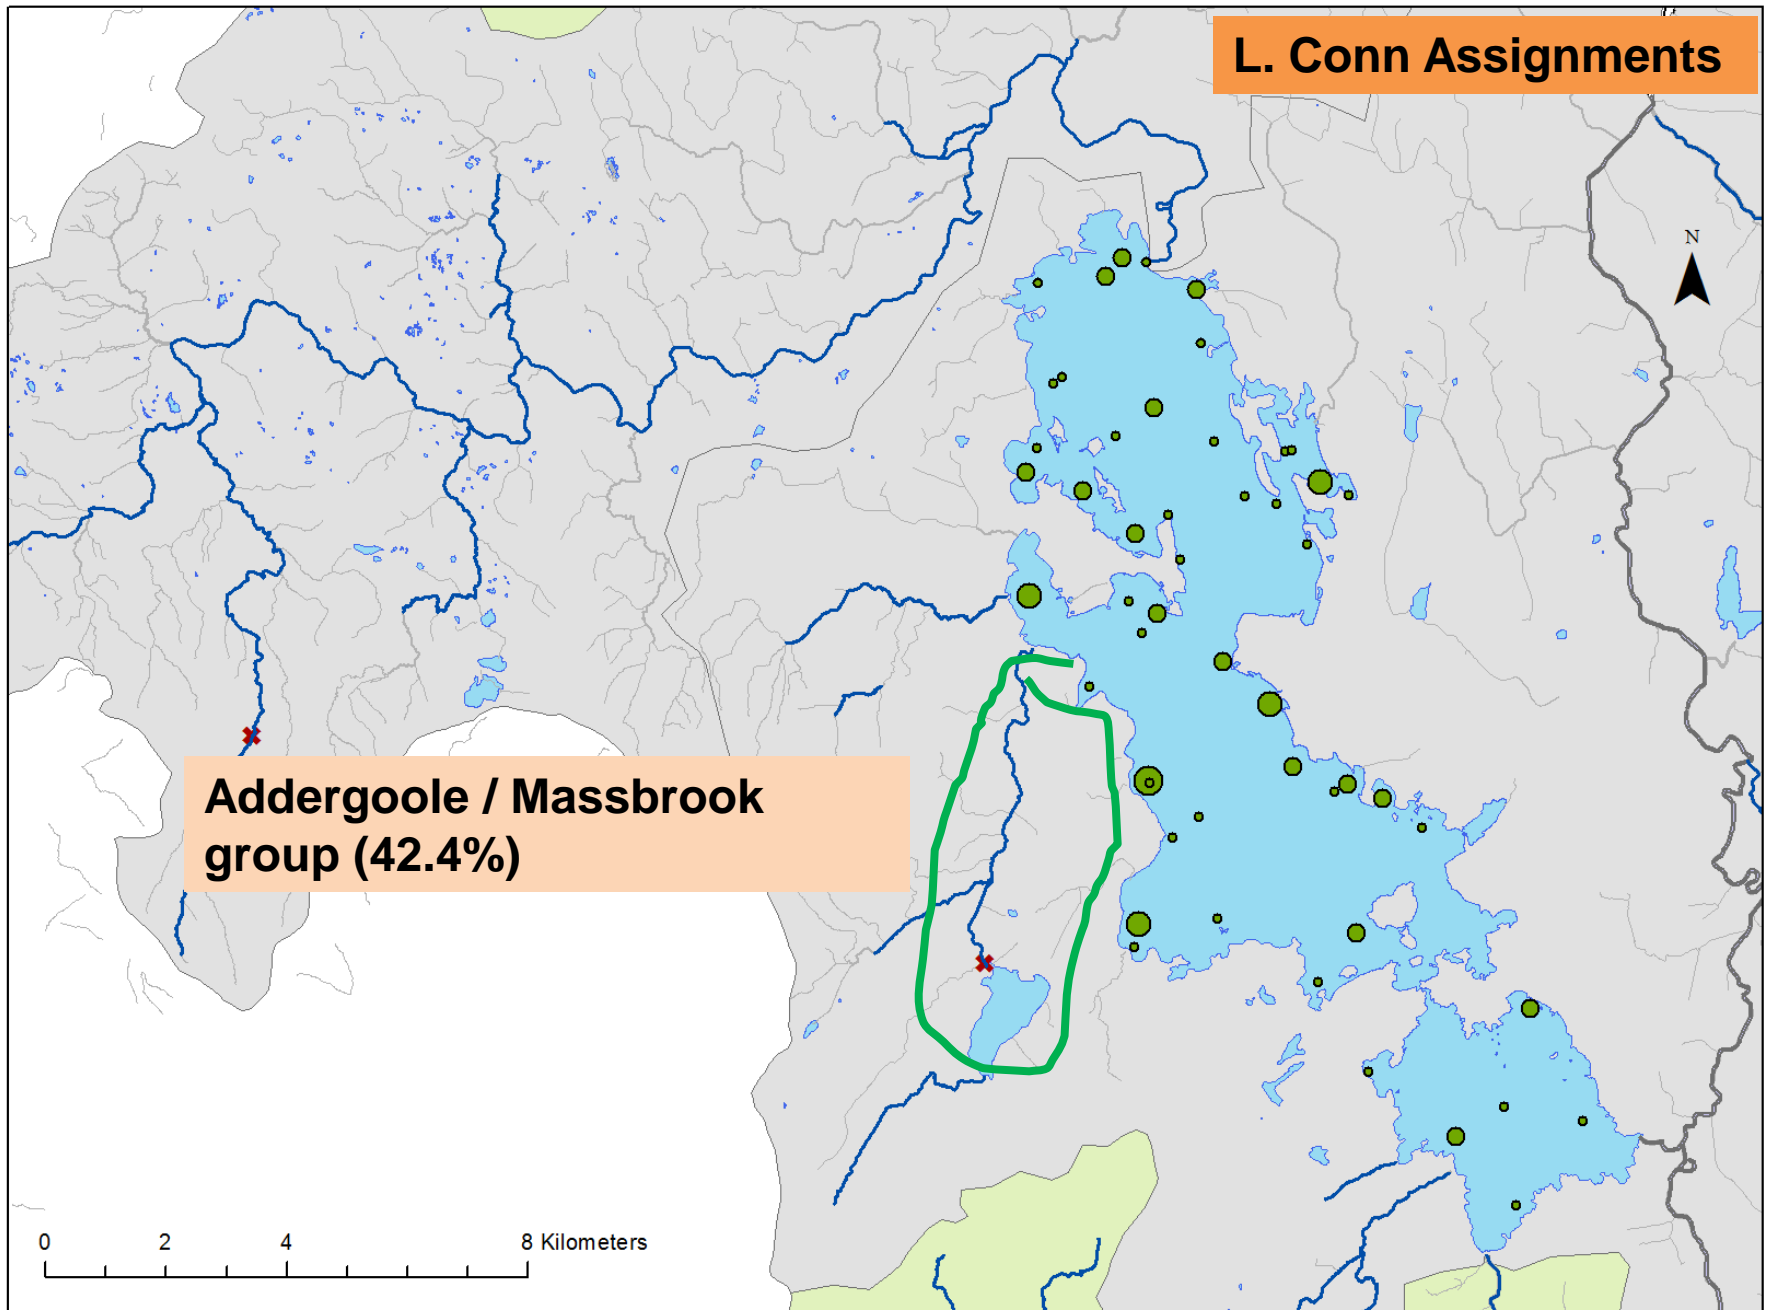 L. Conn Assignments
N
Addergoole / Massbrook
group (42.4%)
0 2 4 8 Kilometers